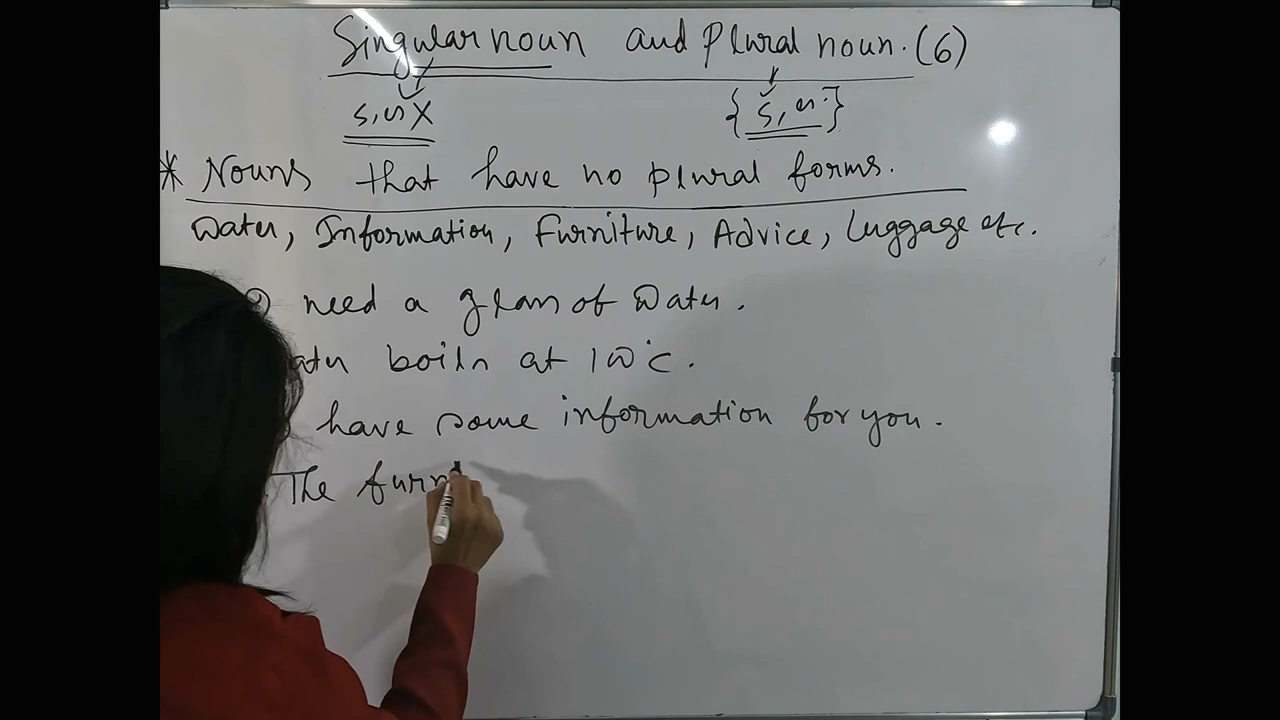 Singular noun and Plural noun. (6)
s, es X { s, es. }
* Nouns that have no plural forms.
Water, Information, Furniture, Advice, Luggage etc.
need a glass of Water.
boils at 100°c.
have some information for you.
The furn